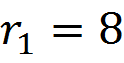 r₁ = 8